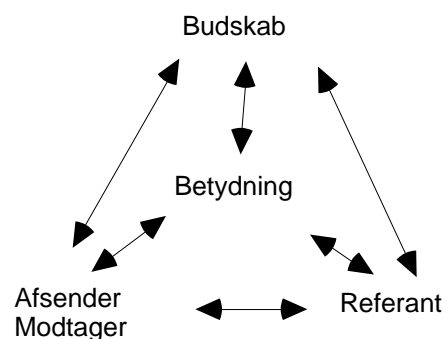 Budskab
Betydning
Afsender
Modtager
Referant